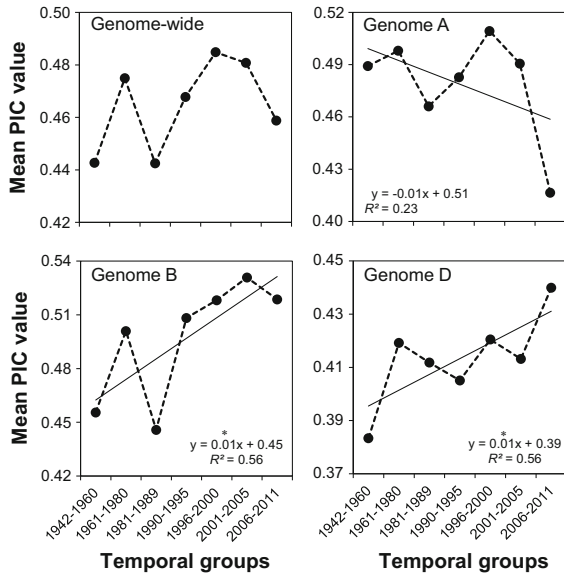 Genome-wide
Mean PIC value
0.50
0.48
0.46
0.44
0.42
Genome A
0.52
0.49
0.46
0.43
0.40
y = -0.01x + 0.51
R² = 0.23
Genome B
Mean PIC value
0.54
0.51
0.48
0.45
0.42
*
y = 0.01x + 0.45
R² = 0.56
Genome D
0.45
0.43
0.41
0.39
0.37
*
y = 0.01x + 0.39
R² = 0.56
1942-1960
1961-1980
1981-1989
1990-1995
1996-2000
2001-2005
2006-2011
Temporal groups
1942-1960
1961-1980
1981-1989
1990-1995
1996-2000
2001-2005
2006-2011
Temporal groups